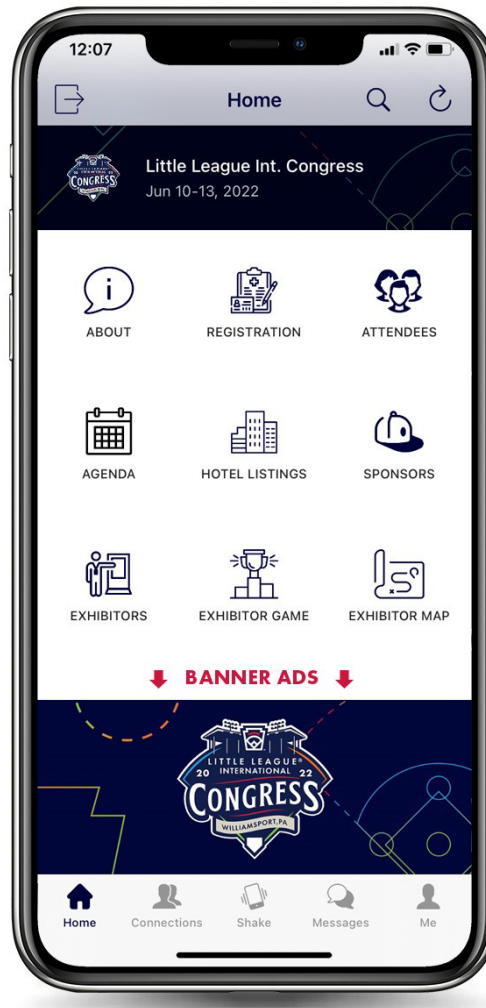 12:07
Home
CONGRESS
Little League Int. Congress
Jun 10-13, 2022
ABOUT
REGISTRATION
ATTENDEES
AGENDA
HOTEL LISTINGS
SPONSORS
EXHIBITORS
EXHIBITOR GAME
EXHIBITOR MAP
BANNER ADS
LITTLE LEAGUE®
20 INTERNATIONAL 22
CONGRESS
WILLIAMSPORT, PA
Home
Connections
Shake
Messages
Me